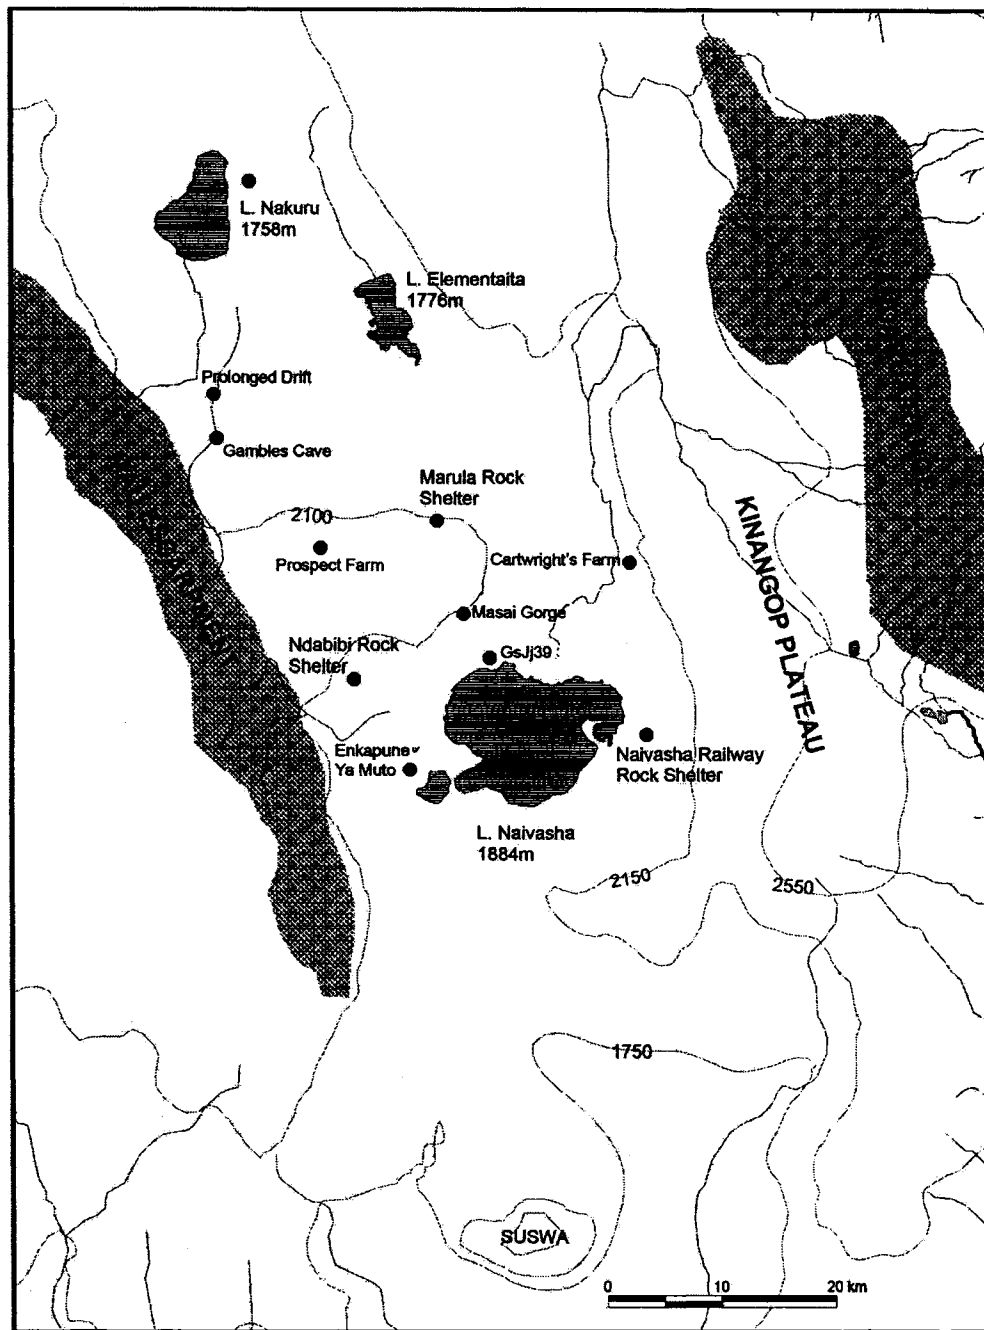 L. Nakuru
1758m
L. Elementaita
1776m
Prolonged Drift
Gambles Cave
Marula Rock
Shelter
2100
Prospect Farm
Cartwright's Farm
KINANGOP PLATEAU
Masai Gorge
Ndabibi Rock
Shelter
GsJj39
Enkapune
Ya Muto
Naivasha Railway
Rock Shelter
L. Naivasha
1884m
2150
2550
1750
SUSWA
0 10 20 km